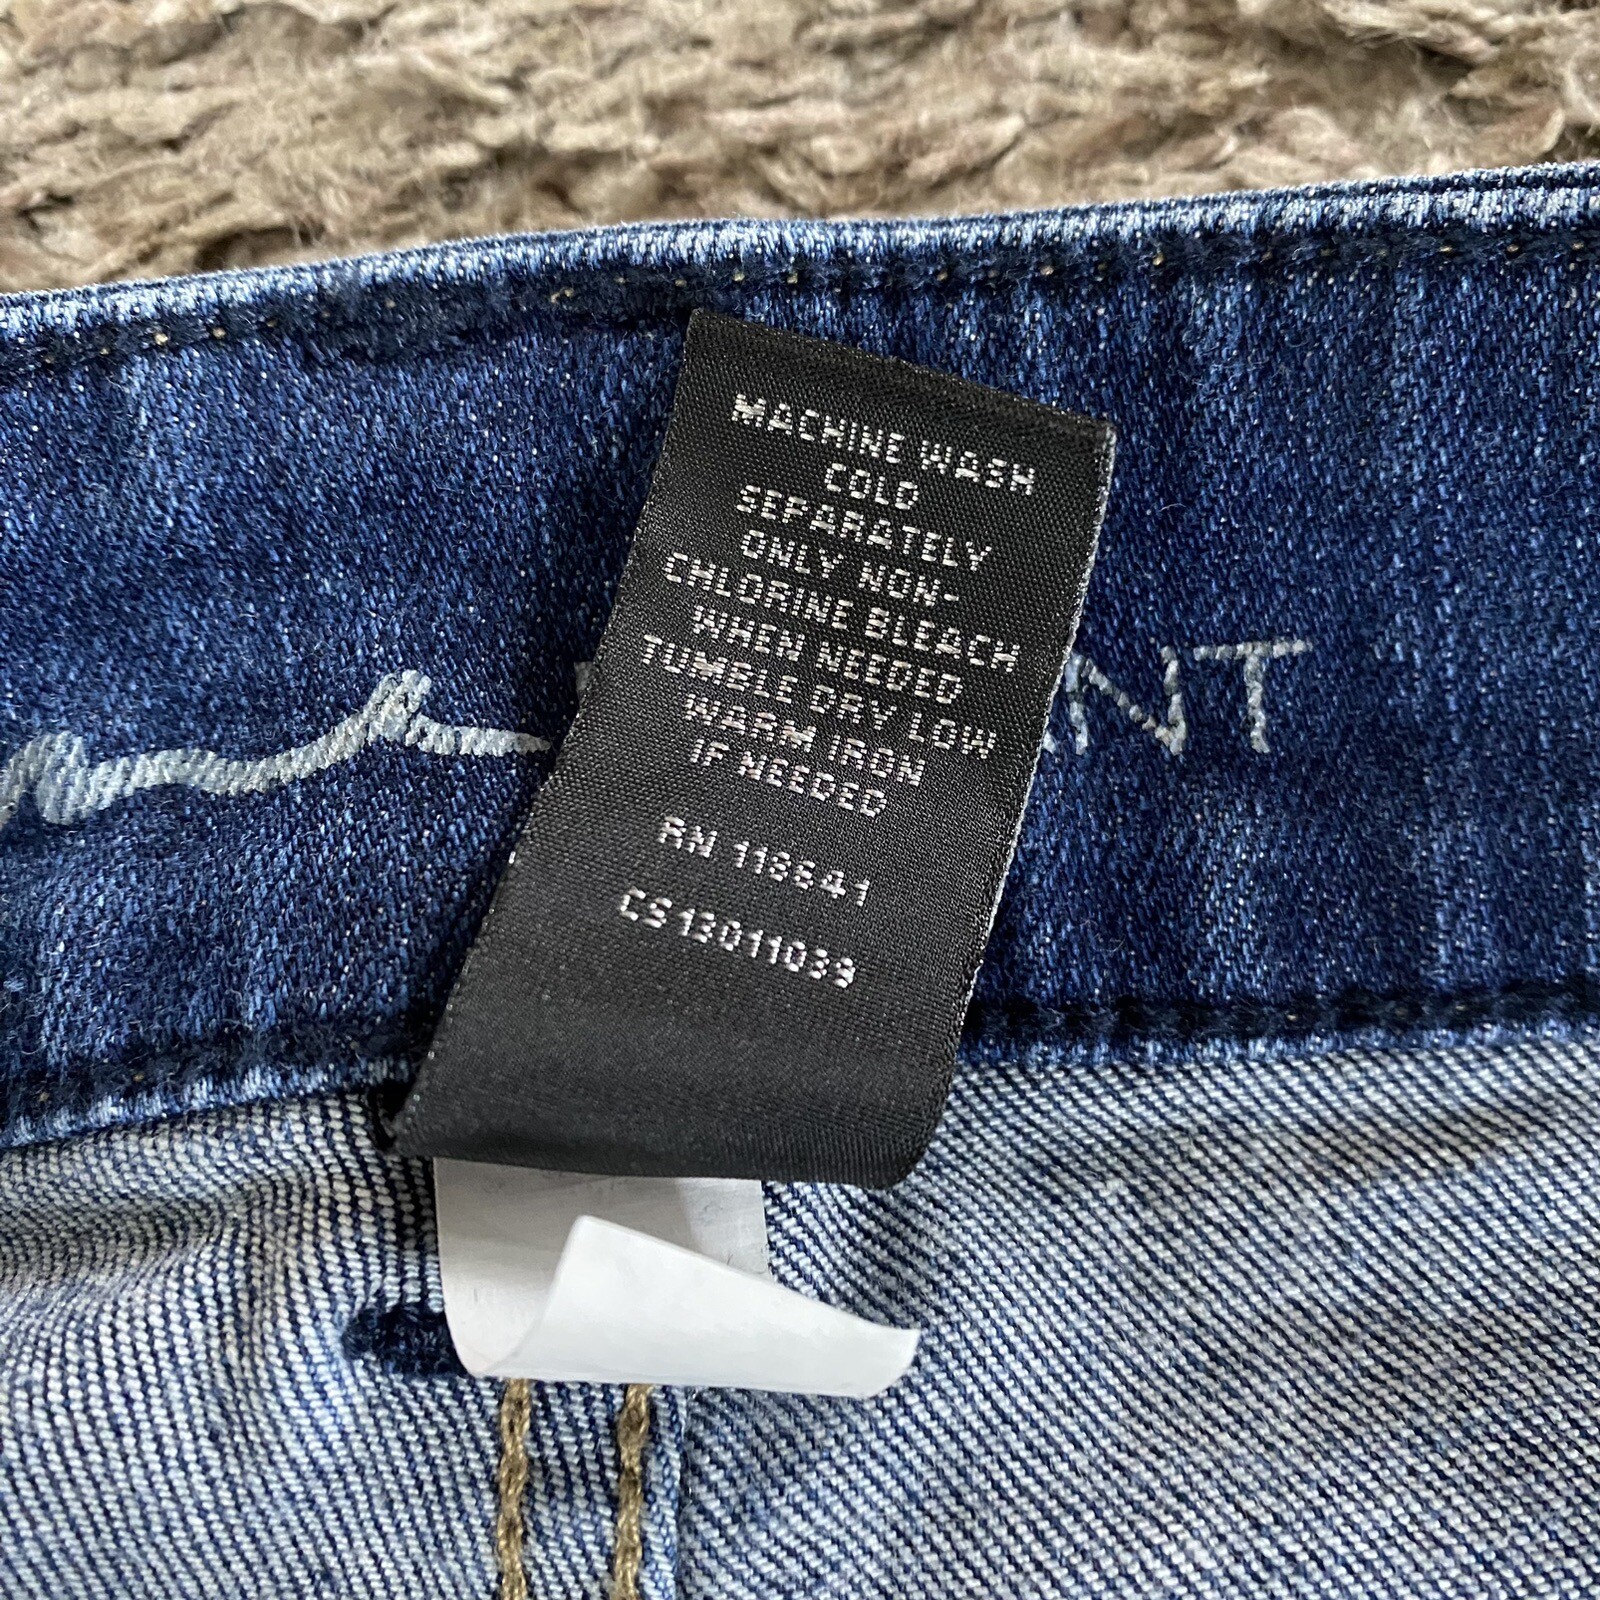 MACHINE WASH
COLD
SEPARATELY
ONLY NON-
CHLORINE BLEACH
WHEN NEEDED
TUMBLE DRY LOW
WARM IRON
IF NEEDED
RN 118641
CS13011039